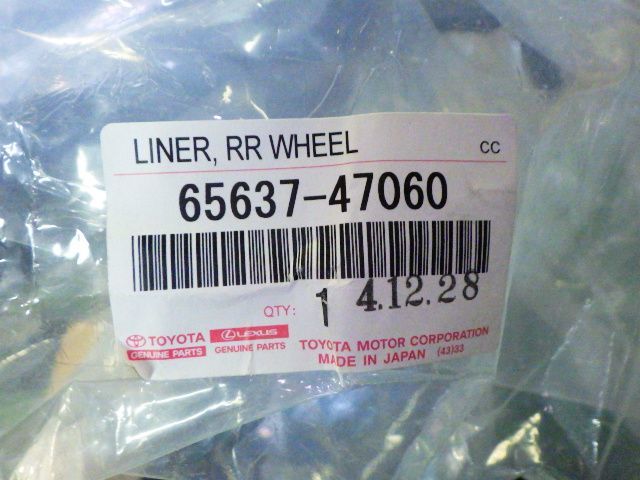 LINER, RR WHEEL CC
65637-47060
QTY: 1 4.12.28
TOYOTA LEXUS TOYOTA MOTOR CORPORATION
GENUINE PARTS GENUINE PARTS MADE IN JAPAN (43)33